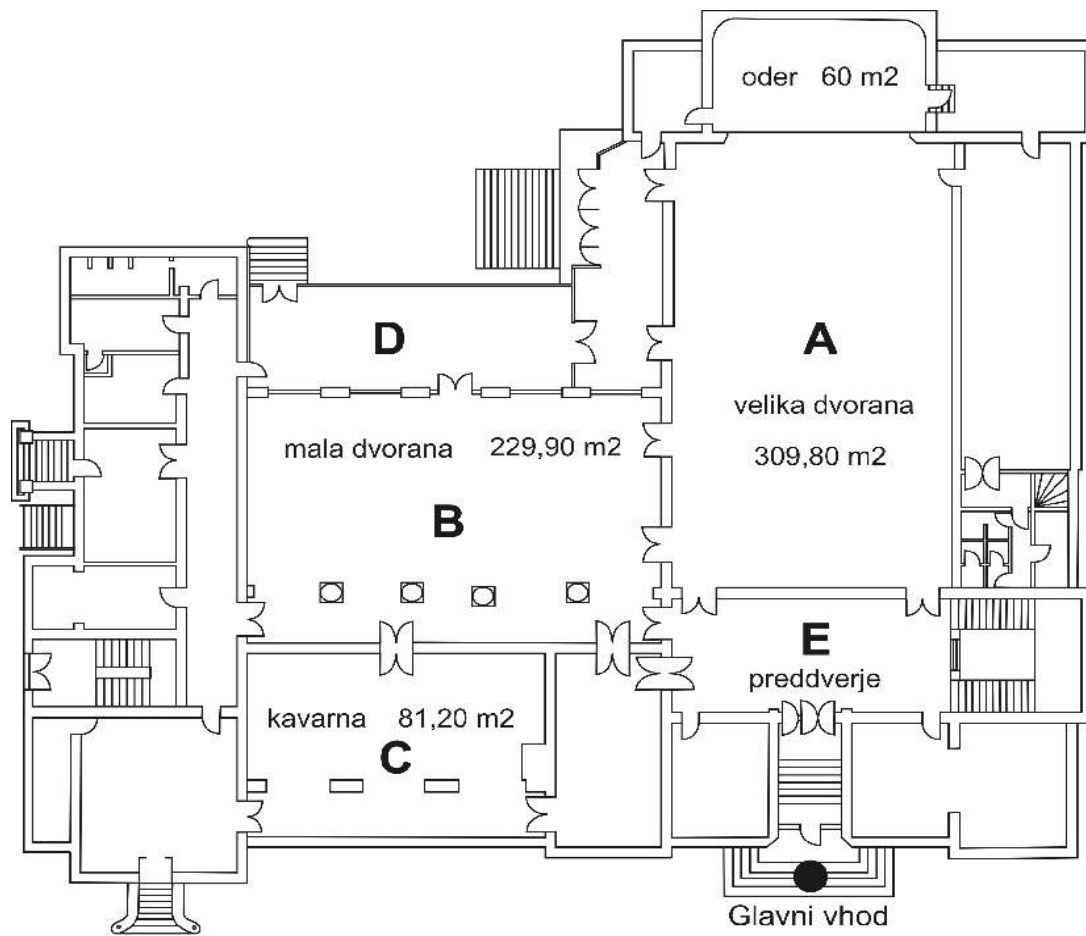 oder 60 m2
D
A
velika dvorana
309,80 m2
mala dvorana 229,90 m2
B
E
preddverje
kavarna 81,20 m2
C
Glavni vhod